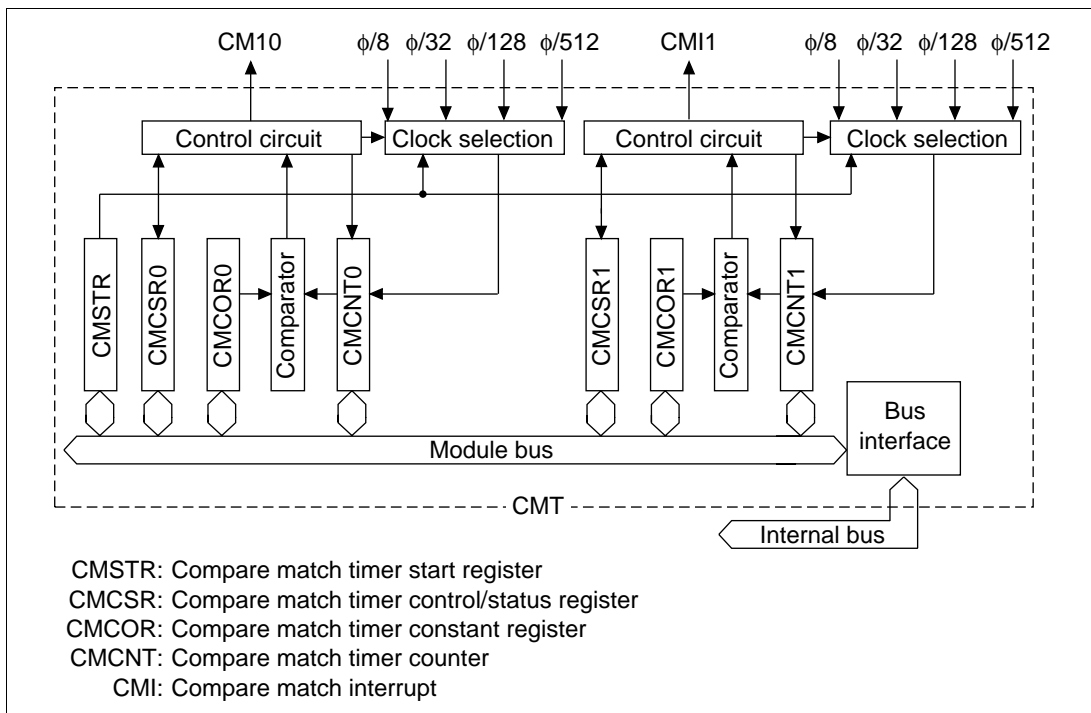 CM10 ϕ/8 ϕ/32 ϕ/128 ϕ/512 CMI1 ϕ/8 ϕ/32 ϕ/128 ϕ/512
Control circuit Clock selection Control circuit Clock selection
CMSTR
CMCSR0
CMCOR0
Comparator
CMCNT0
CMCSR1
CMCOR1
Comparator
CMCNT1
Bus
interface
Module bus
CMT
Internal bus
CMSTR: Compare match timer start register
CMCSR: Compare match timer control/status register
CMCOR: Compare match timer constant register
CMCNT: Compare match timer counter
CMI: Compare match interrupt